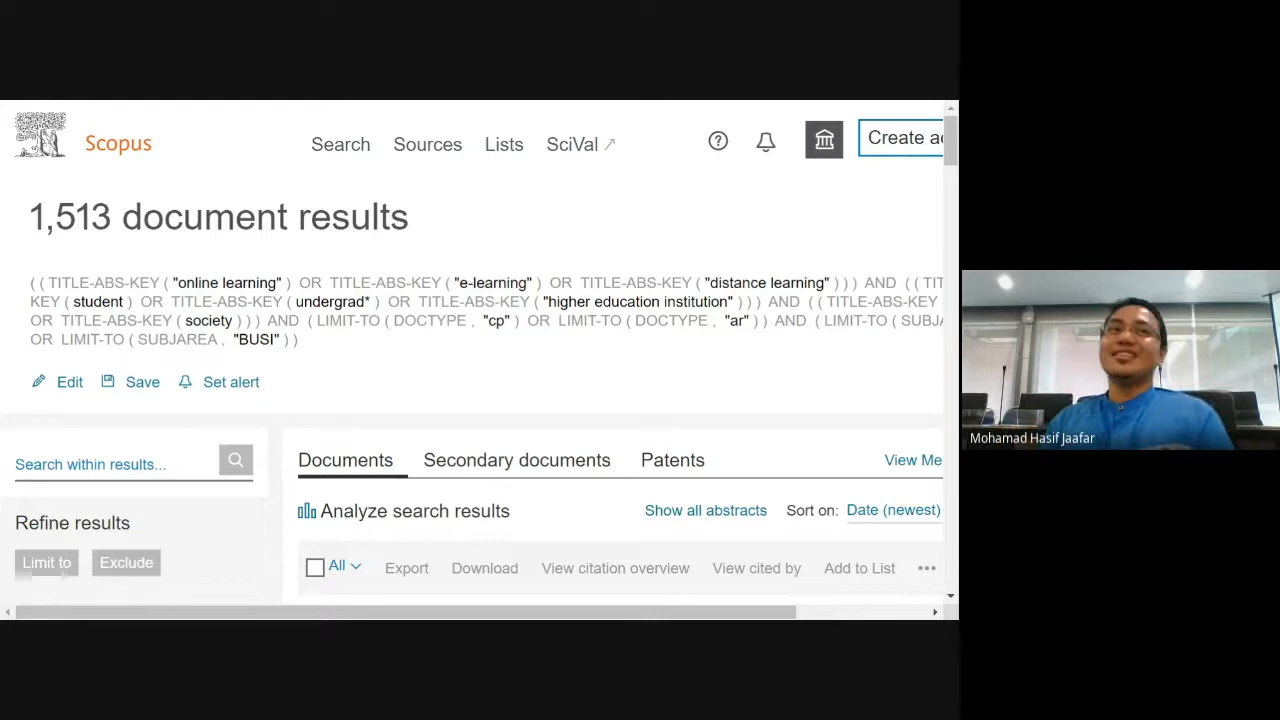 Scopus
Search Sources Lists SciVal ↗
Create ac
1,513 document results
( ( TITLE-ABS-KEY ( "online learning" ) OR TITLE-ABS-KEY ( "e-learning" ) OR TITLE-ABS-KEY ( "distance learning" ) ) ) AND ( ( TIT
KEY ( student ) OR TITLE-ABS-KEY ( undergrad* ) OR TITLE-ABS-KEY ( "higher education institution" ) ) ) AND ( ( TITLE-ABS-KEY
OR TITLE-ABS-KEY ( society ) ) ) AND ( LIMIT-TO ( DOCTYPE , "cp" ) OR LIMIT-TO ( DOCTYPE , "ar" ) ) AND ( LIMIT-TO ( SUBJA
OR LIMIT-TO ( SUBJAREA , "BUSI" ) )
Edit Save Set alert
Search within results...
Documents Secondary documents Patents View Me
Analyze search results Show all abstracts Sort on: Date (newest)
Refine results
Limit to Exclude
All Export Download View citation overview View cited by Add to List •••
Mohamad Hasif Jaafar